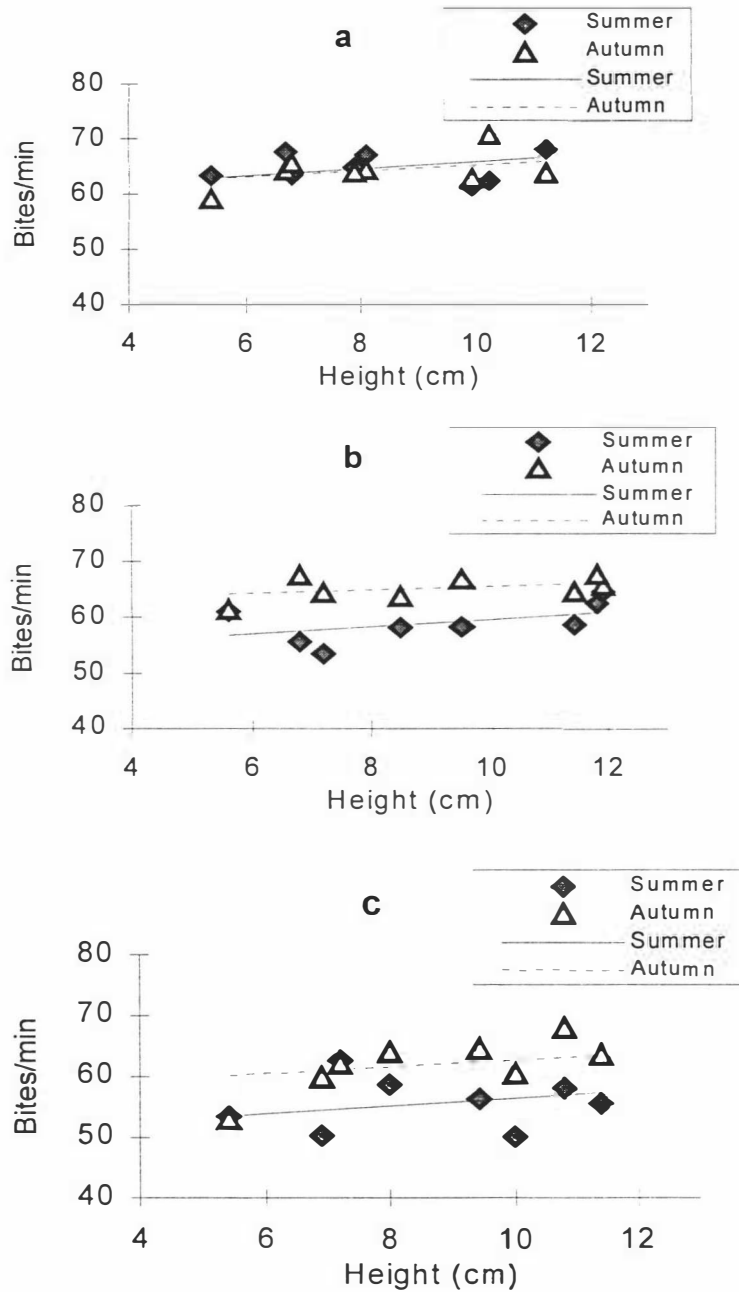 a
Summer
Autumn
Summer
Autumn
80
70
60
50
40
Bites/min
4 6 8 10 12
Height (cm)
b
Summer
Autumn
Summer
Autumn
80
70
60
50
40
Bites/min
4 6 8 10 12
Height (cm)
c
Summer
Autumn
Summer
Autumn
80
70
60
50
40
Bites/min
4 6 8 10 12
Height (cm)